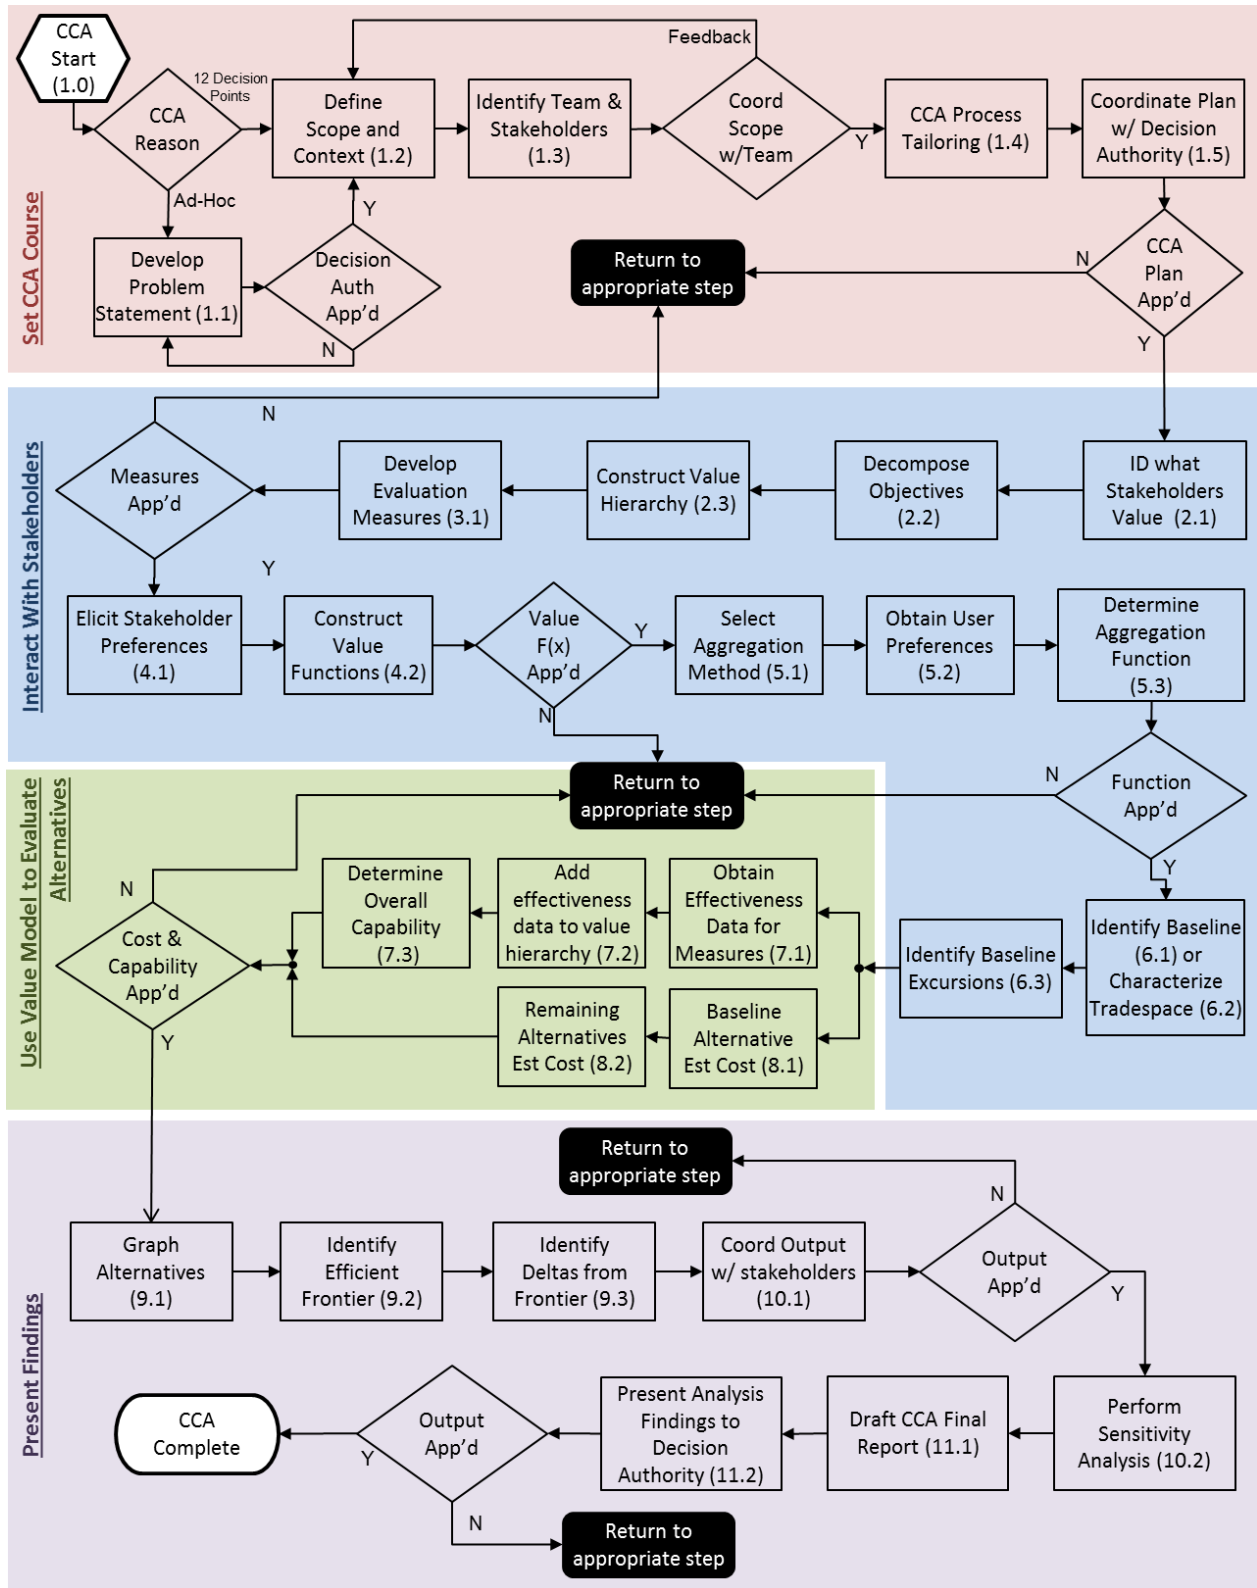 CCA
Start
(1.0)
CCA
Reason
12 Decision
Points
Ad-Hoc
Define
Scope and
Context (1.2)
Identify Team &
Stakeholders
(1.3)
Feedback
Coord
Scope
w/Team
Y
CCA Process
Tailoring (1.4)
Coordinate Plan
w/ Decision
Authority (1.5)
Set CCA Course
Develop
Problem
Statement (1.1)
Y
Decision
Auth
App'd
N
Return to
appropriate step
N
CCA
Plan
App'd
Y
Interact With Stakeholders
N
Measures
App'd
Y
Develop
Evaluation
Measures (3.1)
Construct Value
Hierarchy (2.3)
Decompose
Objectives
(2.2)
ID what
Stakeholders
Value (2.1)
Elicit Stakeholder
Preferences
(4.1)
Construct
Value
Functions (4.2)
Value
F(x)
App'd
Y
N
Select
Aggregation
Method (5.1)
Obtain User
Preferences
(5.2)
Determine
Aggregation
Function
(5.3)
N
Function
App'd
Y
Return to
appropriate step
Use Value Model to Evaluate
Alternatives
N
Cost &
Capability
App'd
Y
Determine
Overall
Capability
(7.3)
Add
effectiveness
data to value
hierarchy (7.2)
Obtain
Effectiveness
Data for
Measures (7.1)
Identify Baseline
Excursions (6.3)
Identify Baseline
(6.1) or
Characterize
Tradespace (6.2)
Remaining
Alternatives
Est Cost (8.2)
Baseline
Alternative
Est Cost (8.1)
Present Findings
Return to
appropriate step
N
Graph
Alternatives
(9.1)
Identify
Efficient
Frontier (9.2)
Identify
Deltas from
Frontier (9.3)
Coord Output
w/ stakeholders
(10.1)
Output
App'd
Y
CCA
Complete
Y
Output
App'd
N
Present Analysis
Findings to
Decision
Authority (11.2)
Draft CCA Final
Report (11.1)
Perform
Sensitivity
Analysis (10.2)
Return to
appropriate step